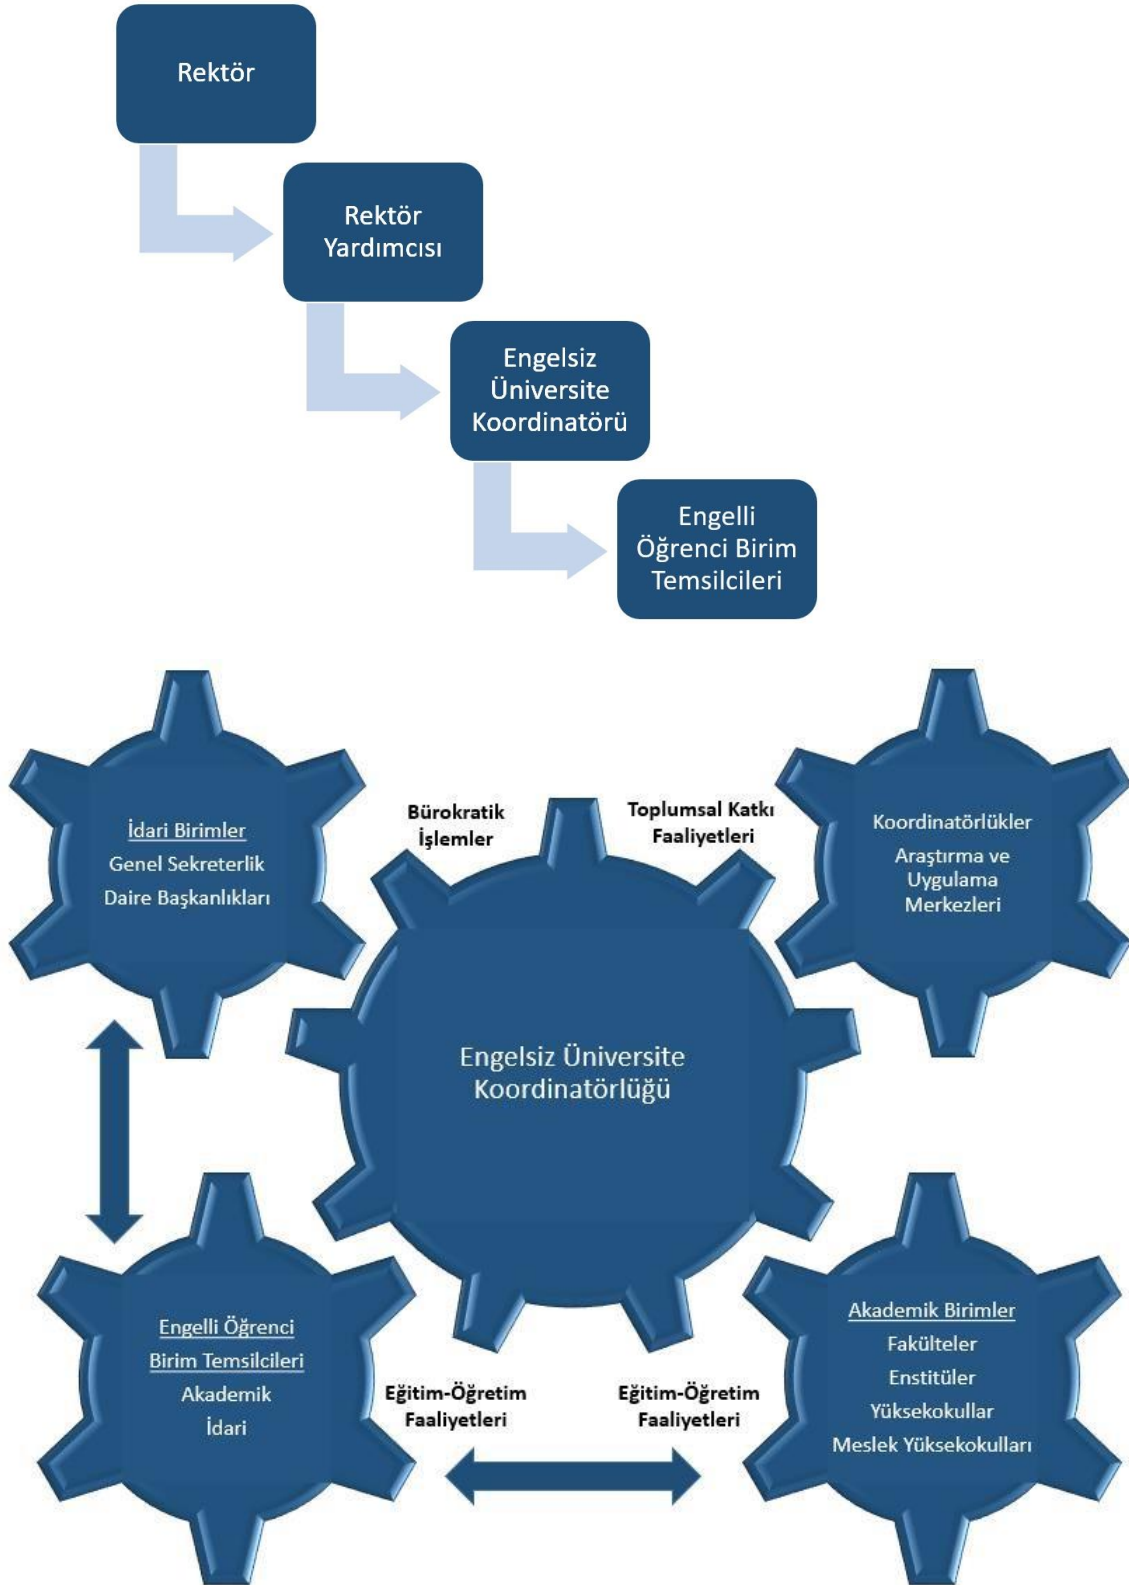 Rektör
Rektör
Yardımcısı
Engelsiz
Üniversite
Koordinatörü
Engelli
Öğrenci Birim
Temsilcileri
İdari Birimler
Genel Sekreterlik
Daire Başkanlıkları
Bürokratik
İşlemler
Toplumsal Katkı
Faaliyetleri
Koordinatörlükler
Araştırma ve
Uygulama
Merkezleri
Engelsiz Üniversite
Koordinatörlüğü
Engelli Öğrenci
Birim Temsilcileri
Akademik
İdari
Eğitim-Öğretim
Faaliyetleri
Eğitim-Öğretim
Faaliyetleri
Akademik Birimler
Fakülteler
Enstitüler
Yüksekokullar
Meslek Yüksekokulları